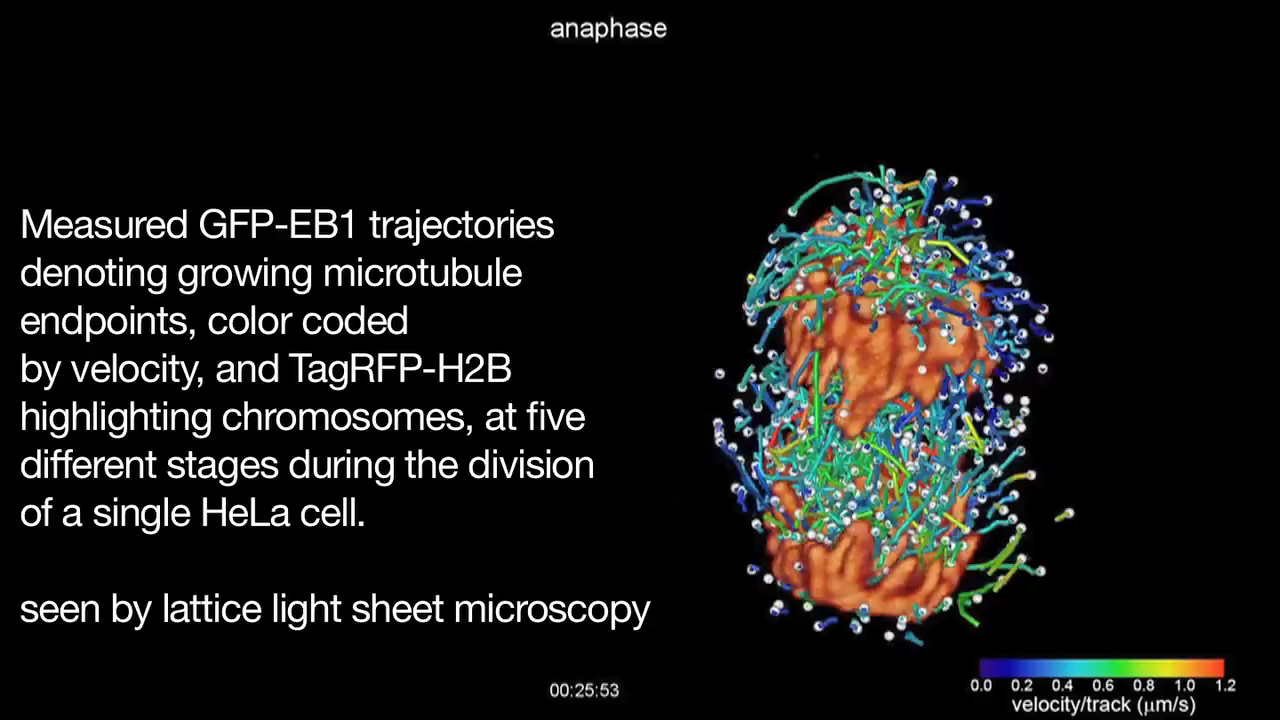 anaphase
Measured GFP-EB1 trajectories
denoting growing microtubule
endpoints, color coded
by velocity, and TagRFP-H2B
highlighting chromosomes, at five
different stages during the division
of a single HeLa cell.
seen by lattice light sheet microscopy
00:25:53
0.0 0.2 0.4 0.6 0.8 1.0 1.2
velocity/track (μm/s)